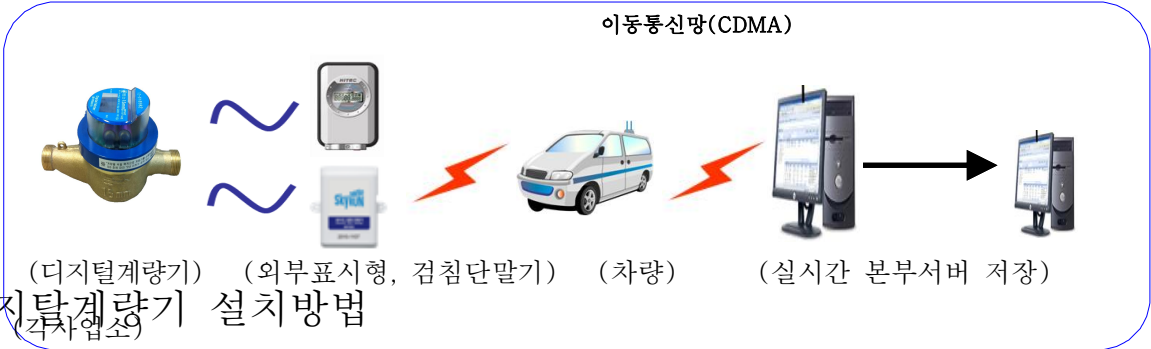 이동통신망(CDMA)
HITEC
SKYRUN
(디지털계량기) (외부표시형, 검침단말기) (차량) (실시간 본부서버 저장)
지탈계량기 설치방법
(각사업소)